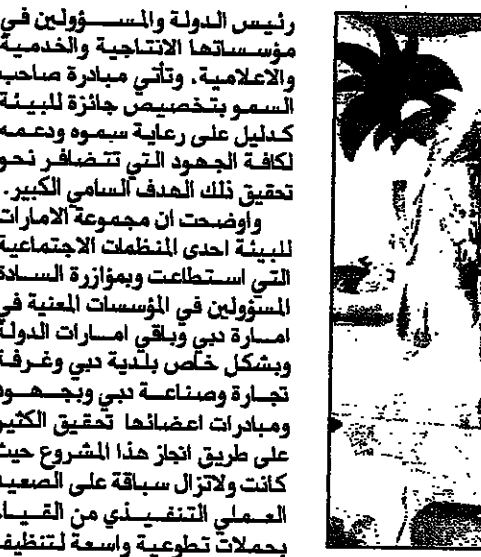 رئيس الدولة والمسؤولين في
مؤسساتها الانتاجية والخدمية
والاعلامية. وتأتي مبادرة صاحب
السمو بتخصيص جائزة للبيئة
كدليل على رعاية سموه ودعمه
لكافة الجهود التي تتضافر نحو
تحقيق ذلك الهدف السامي الكبير.
واوضحت ان مجموعة الامارات
للبيئة احدى المنظمات الاجتماعية
التي استطاعت وبمؤازرة السادة
المسؤولين في المؤسسات المعنية في
امارة دبي وباقي امارات الدولة
وبشكل خاص بلدية دبي وغرفة
تجارة وصناعة دبي وبجهود
ومبادرات اعضائها تحقيق الكثير
على طريق انجاز هذا المشروع حيث
كانت ولاتزال سباقة على الصعيد
العملي التنفيذي من القيام
بحملات تطوعية واسعة لتنظيف